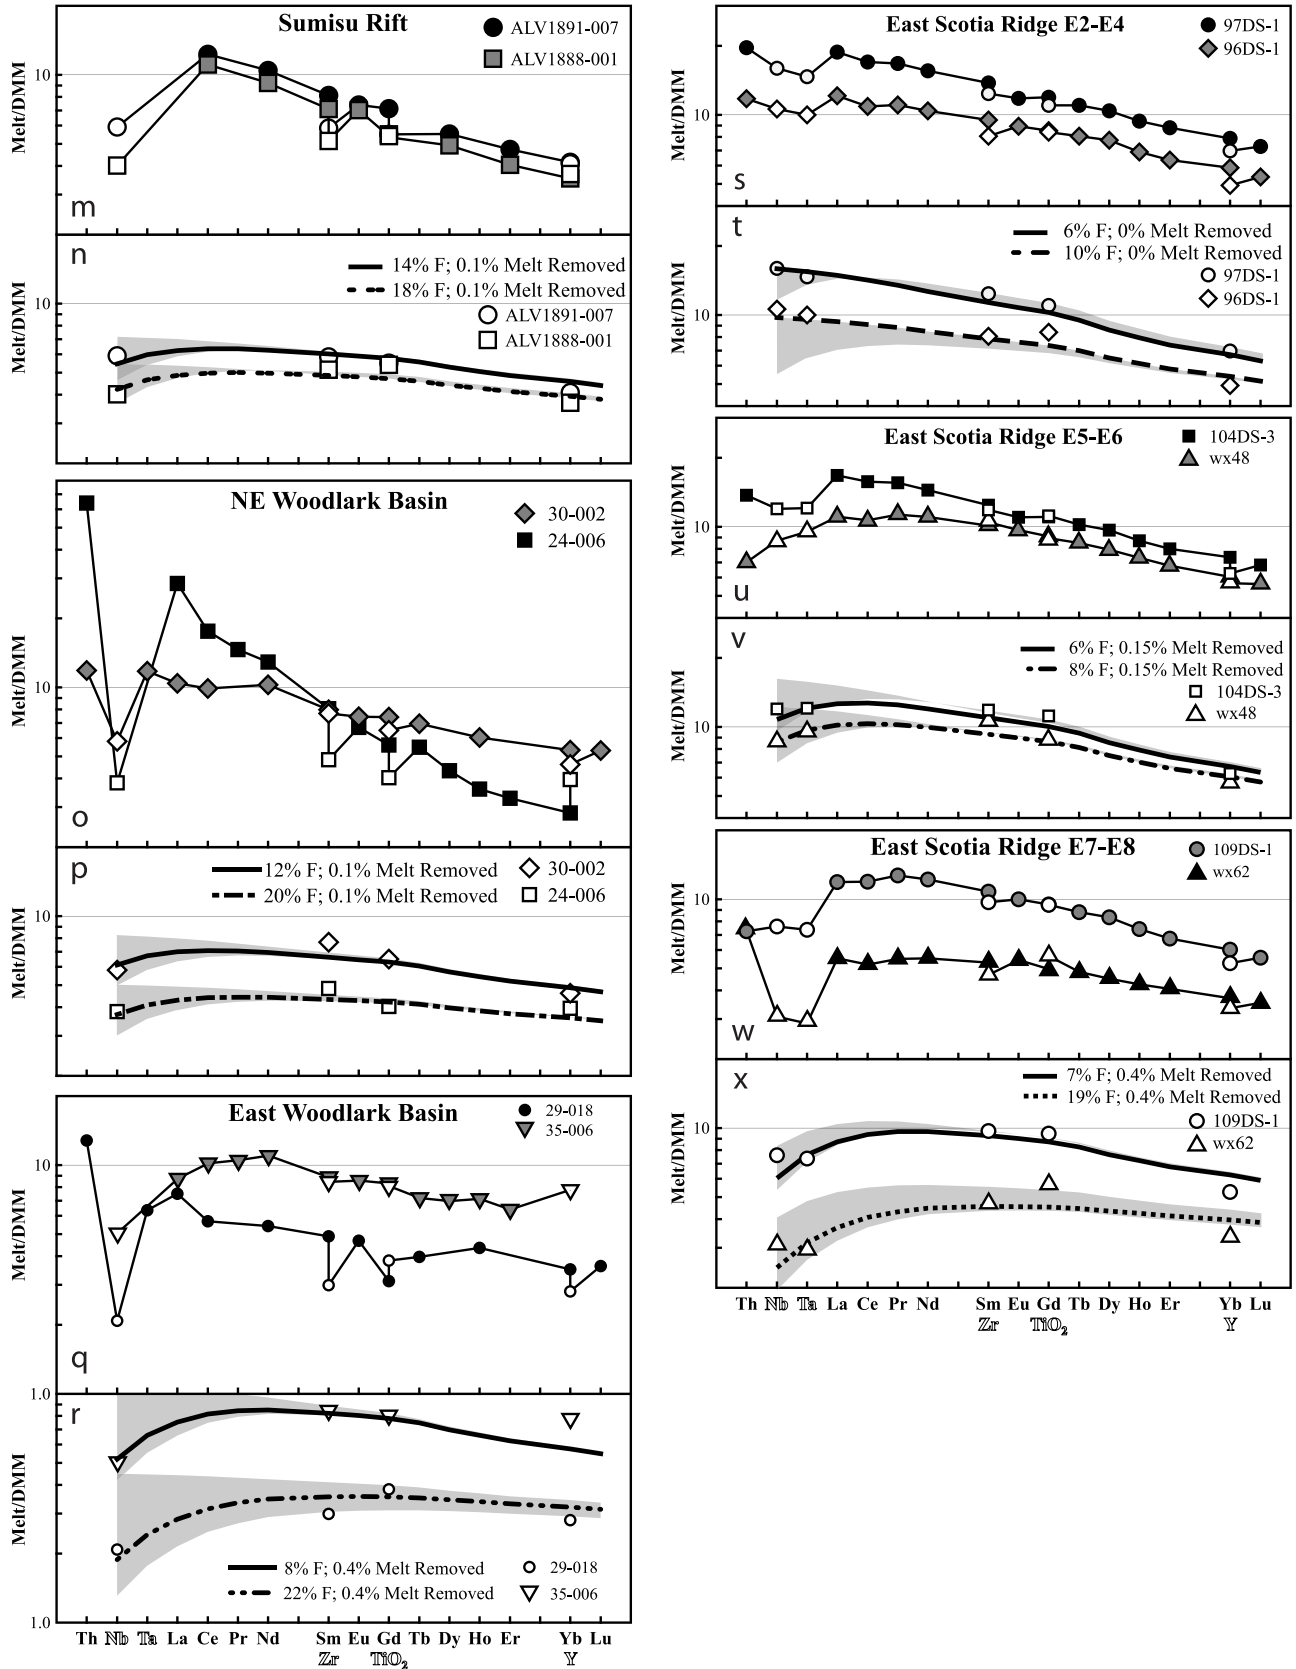 Sumisu Rift
ALV1891-007
ALV1888-001
10
Melt/DMM
m
n
14% F; 0.1% Melt Removed
18% F; 0.1% Melt Removed
ALV1891-007
ALV1888-001
10
Melt/DMM
NE Woodlark Basin
30-002
24-006
10
Melt/DMM
o
p
12% F; 0.1% Melt Removed
20% F; 0.1% Melt Removed
30-002
24-006
10
Melt/DMM
East Woodlark Basin
29-018
35-006
10
Melt/DMM
q
1.0
r
Melt/DMM
8% F; 0.4% Melt Removed
22% F; 0.4% Melt Removed
29-018
35-006
1.0
Th Nb Ta La Ce Pr Nd Sm Eu Gd Tb Dy Ho Er Yb Lu
Zr TiO2 Y
East Scotia Ridge E2-E4
97DS-1
96DS-1
10
Melt/DMM
s
t
6% F; 0% Melt Removed
10% F; 0% Melt Removed
97DS-1
96DS-1
10
Melt/DMM
East Scotia Ridge E5-E6
104DS-3
wx48
10
Melt/DMM
u
v
6% F; 0.15% Melt Removed
8% F; 0.15% Melt Removed
104DS-3
wx48
10
Melt/DMM
East Scotia Ridge E7-E8
109DS-1
wx62
10
Melt/DMM
w
x
7% F; 0.4% Melt Removed
19% F; 0.4% Melt Removed
109DS-1
wx62
10
Melt/DMM
Th Nb Ta La Ce Pr Nd Sm Eu Gd Tb Dy Ho Er Yb Lu
Zr TiO2 Y